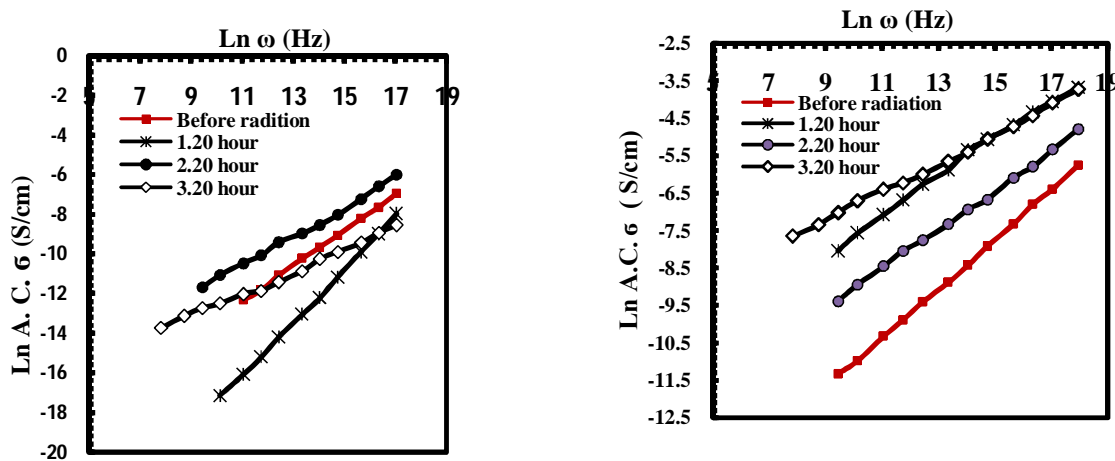 Ln ω (Hz)
0
-2
-4
-6
-8
-10
-12
-14
-16
-18
-20
5 7 9 11 13 15 17 19
Before radition
1.20 hour
2.20 hour
3.20 hour
Ln A. C. σ (S/cm)
Ln ω (Hz)
-2.5
-3.5
-4.5
-5.5
-6.5
-7.5
-8.5
-9.5
-10.5
-11.5
-12.5
5 7 9 11 13 15 17 19
Before radiation
1.20 hour
2.20 hour
3.20 hour
Ln A.C. σ ( S/cm)